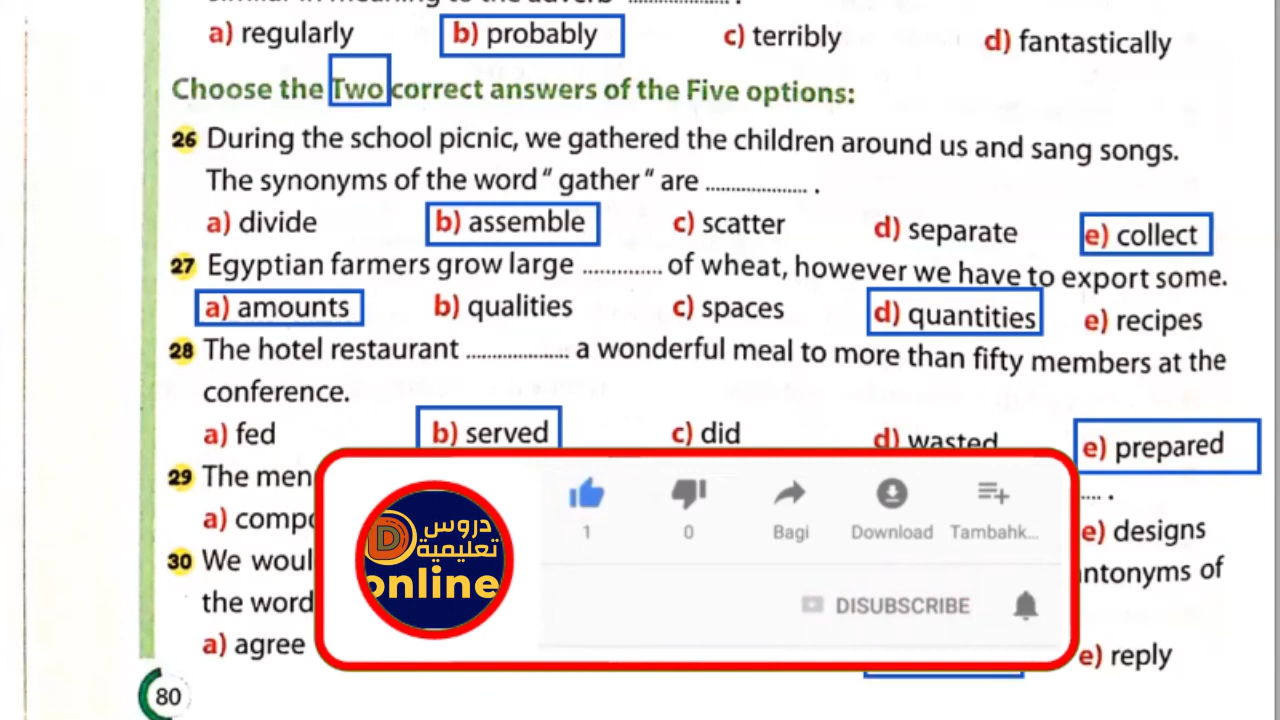 a) regularly b) probably c) terribly d) fantastically
Choose the Two correct answers of the Five options:
26 During the school picnic, we gathered the children around us and sang songs.
The synonyms of the word " gather " are .................... .
a) divide b) assemble c) scatter d) separate e) collect
27 Egyptian farmers grow large .............. of wheat, however we have to export some.
a) amounts b) qualities c) spaces d) quantities e) recipes
28 The hotel restaurant .................... a wonderful meal to more than fifty members at the
conference.
a) fed b) served c) did d) wasted e) prepared
29 The men
e) designs
30 We woul
antonyms of
the word
a) agree e) reply
80
دروس
تعليمية
online
1 0 Bagi Download Tambahk...
DISUBSCRIBE